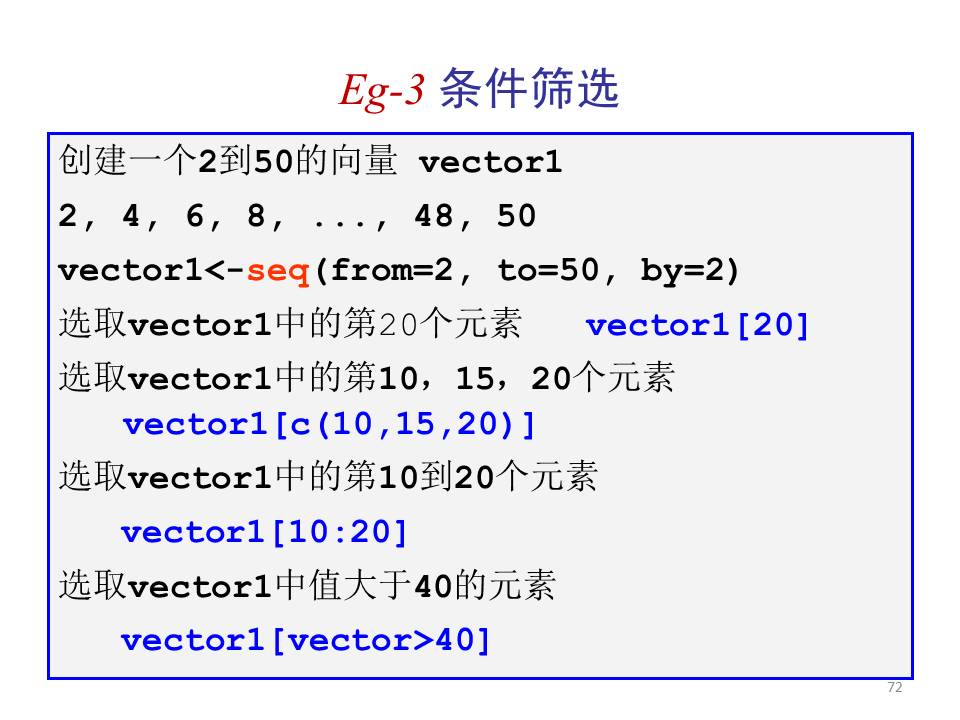 Eg-3 条件筛选
创建一个2到50的向量 vector1
2, 4, 6, 8, ..., 48, 50
vector1<-seq(from=2, to=50, by=2)
选取vector1中的第20个元素 vector1[20]
选取vector1中的第10，15，20个元素
vector1[c(10,15,20)]
选取vector1中的第10到20个元素
vector1[10:20]
选取vector1中值大于40的元素
vector1[vector>40]
72